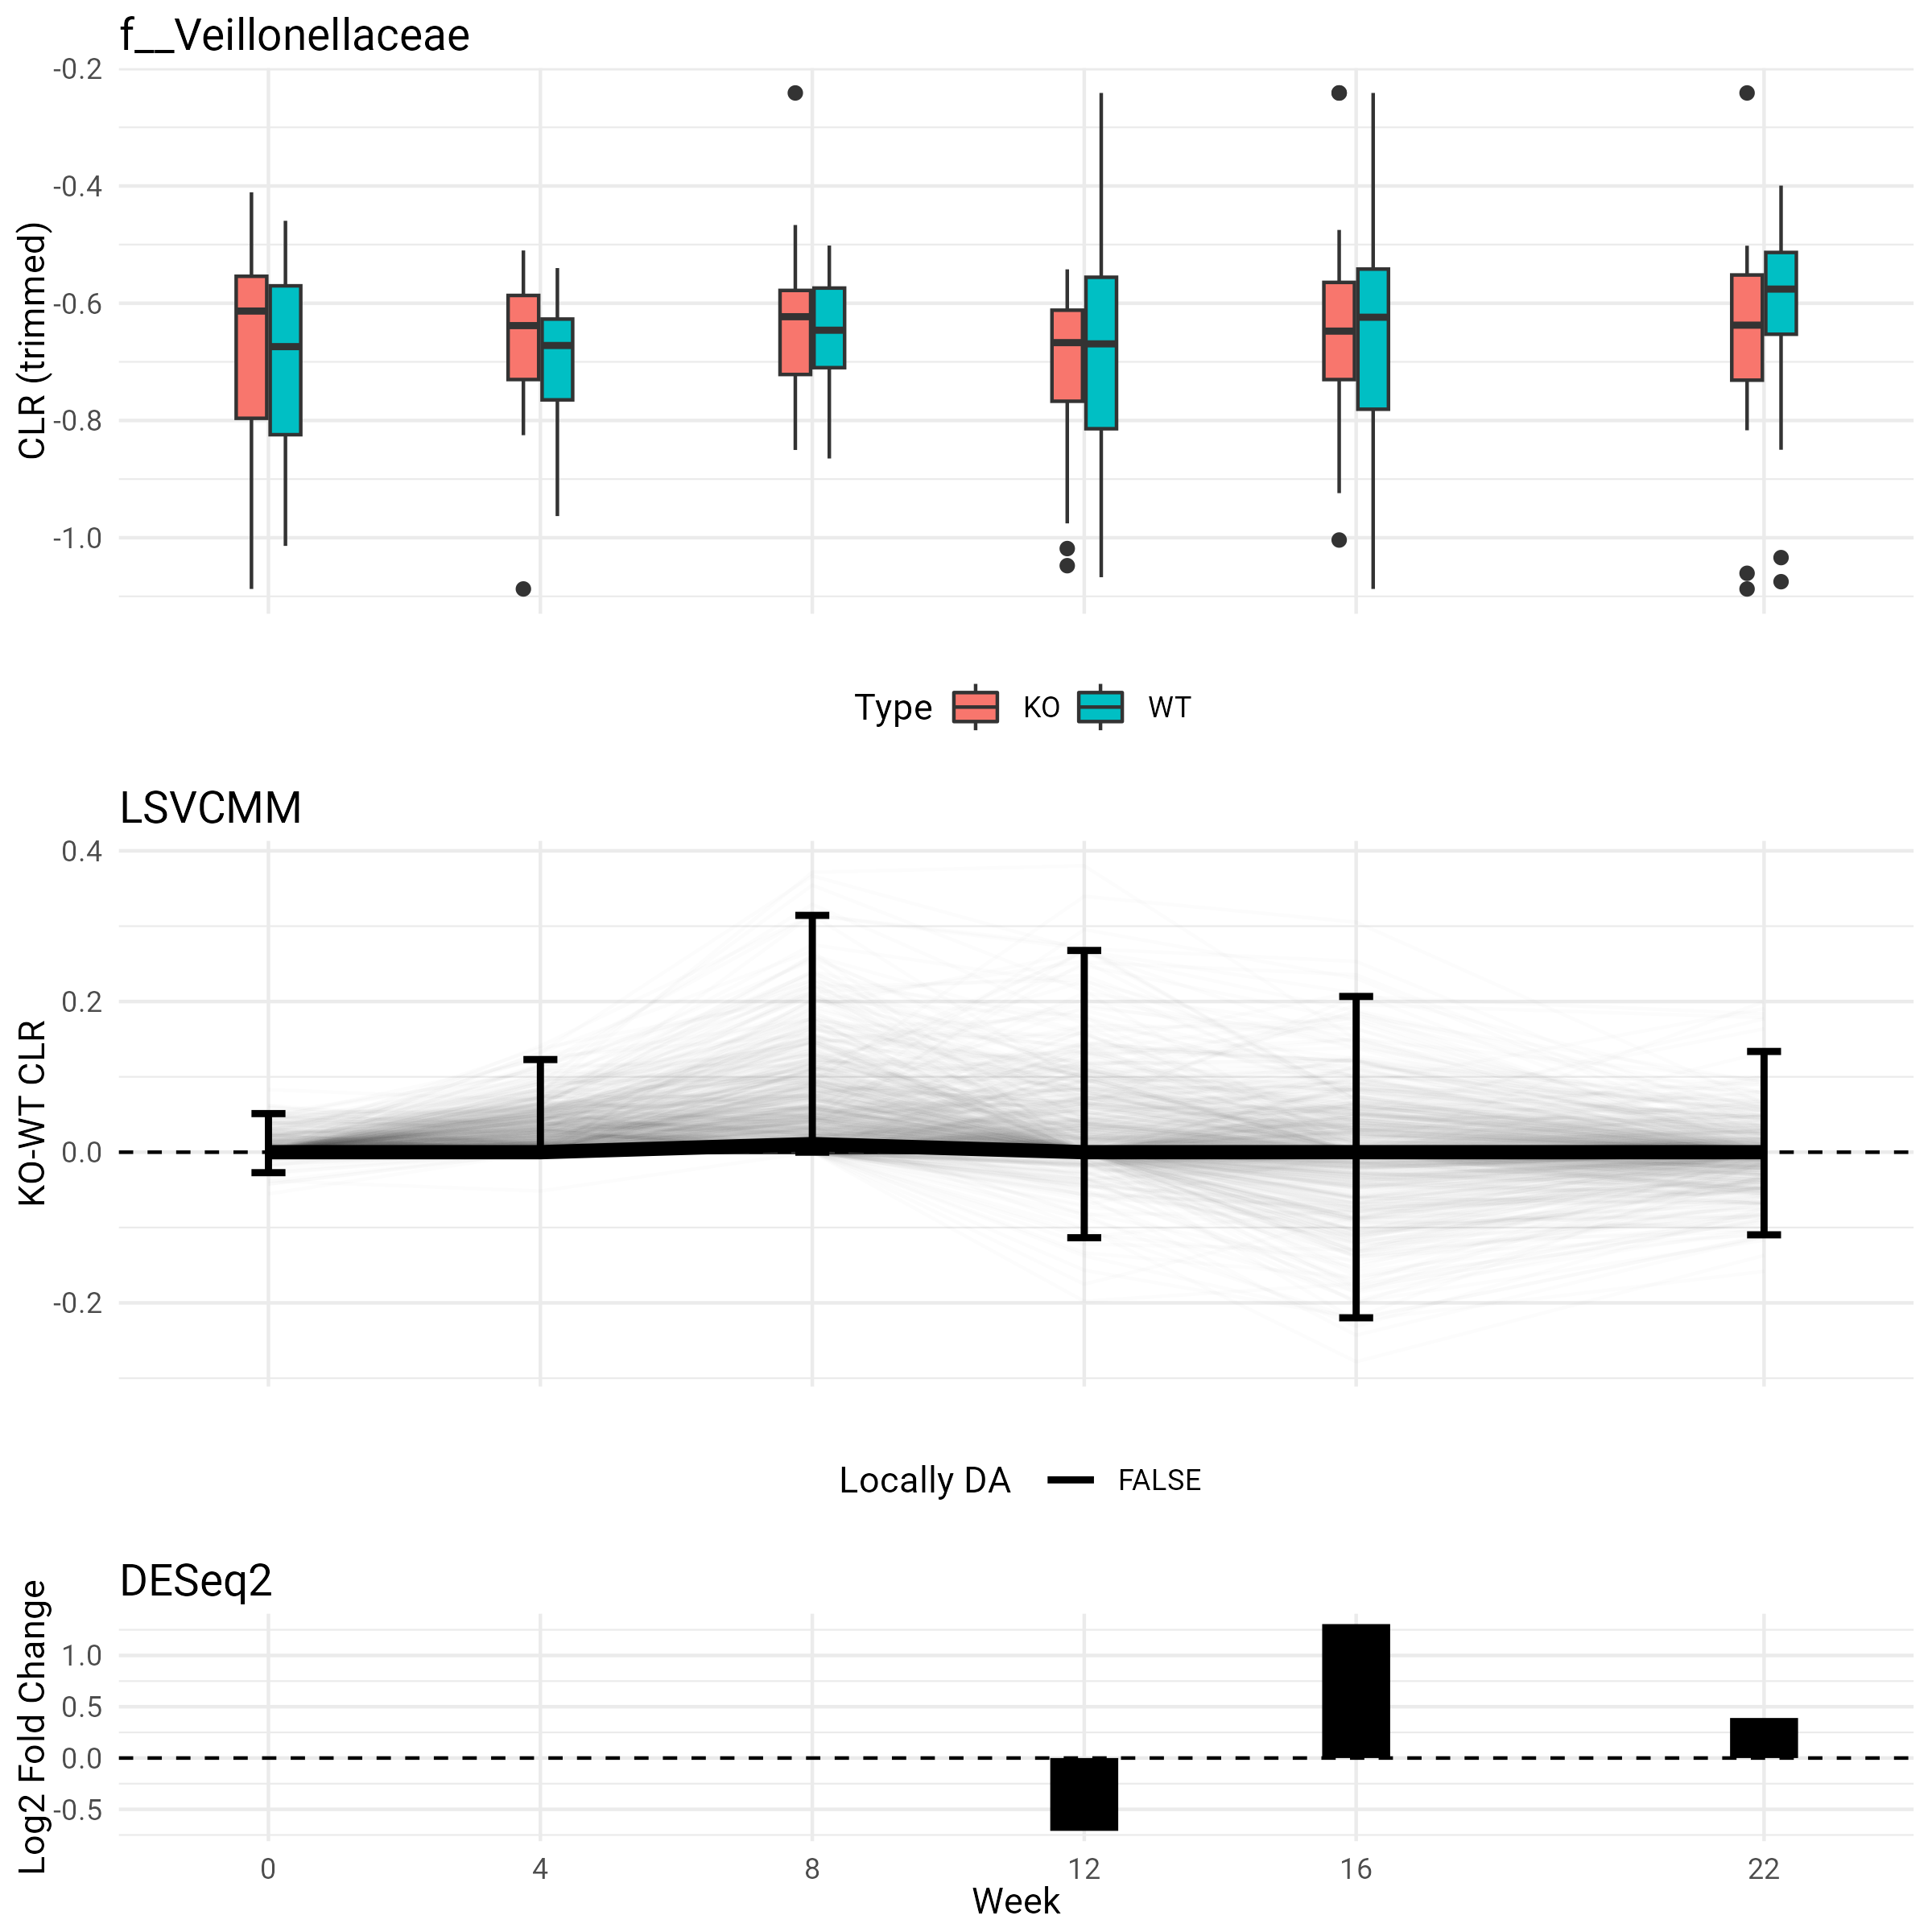 f__Veillonellaceae
CLR (trimmed)
-0.2
-0.4
-0.6
-0.8
-1.0
Type KO WT
LSVCMM
KO-WT CLR
0.4
0.2
0.0
-0.2
Locally DA FALSE
DESeq2
Log2 Fold Change
1.0
0.5
0.0
-0.5
0 4 8 12 16 22
Week